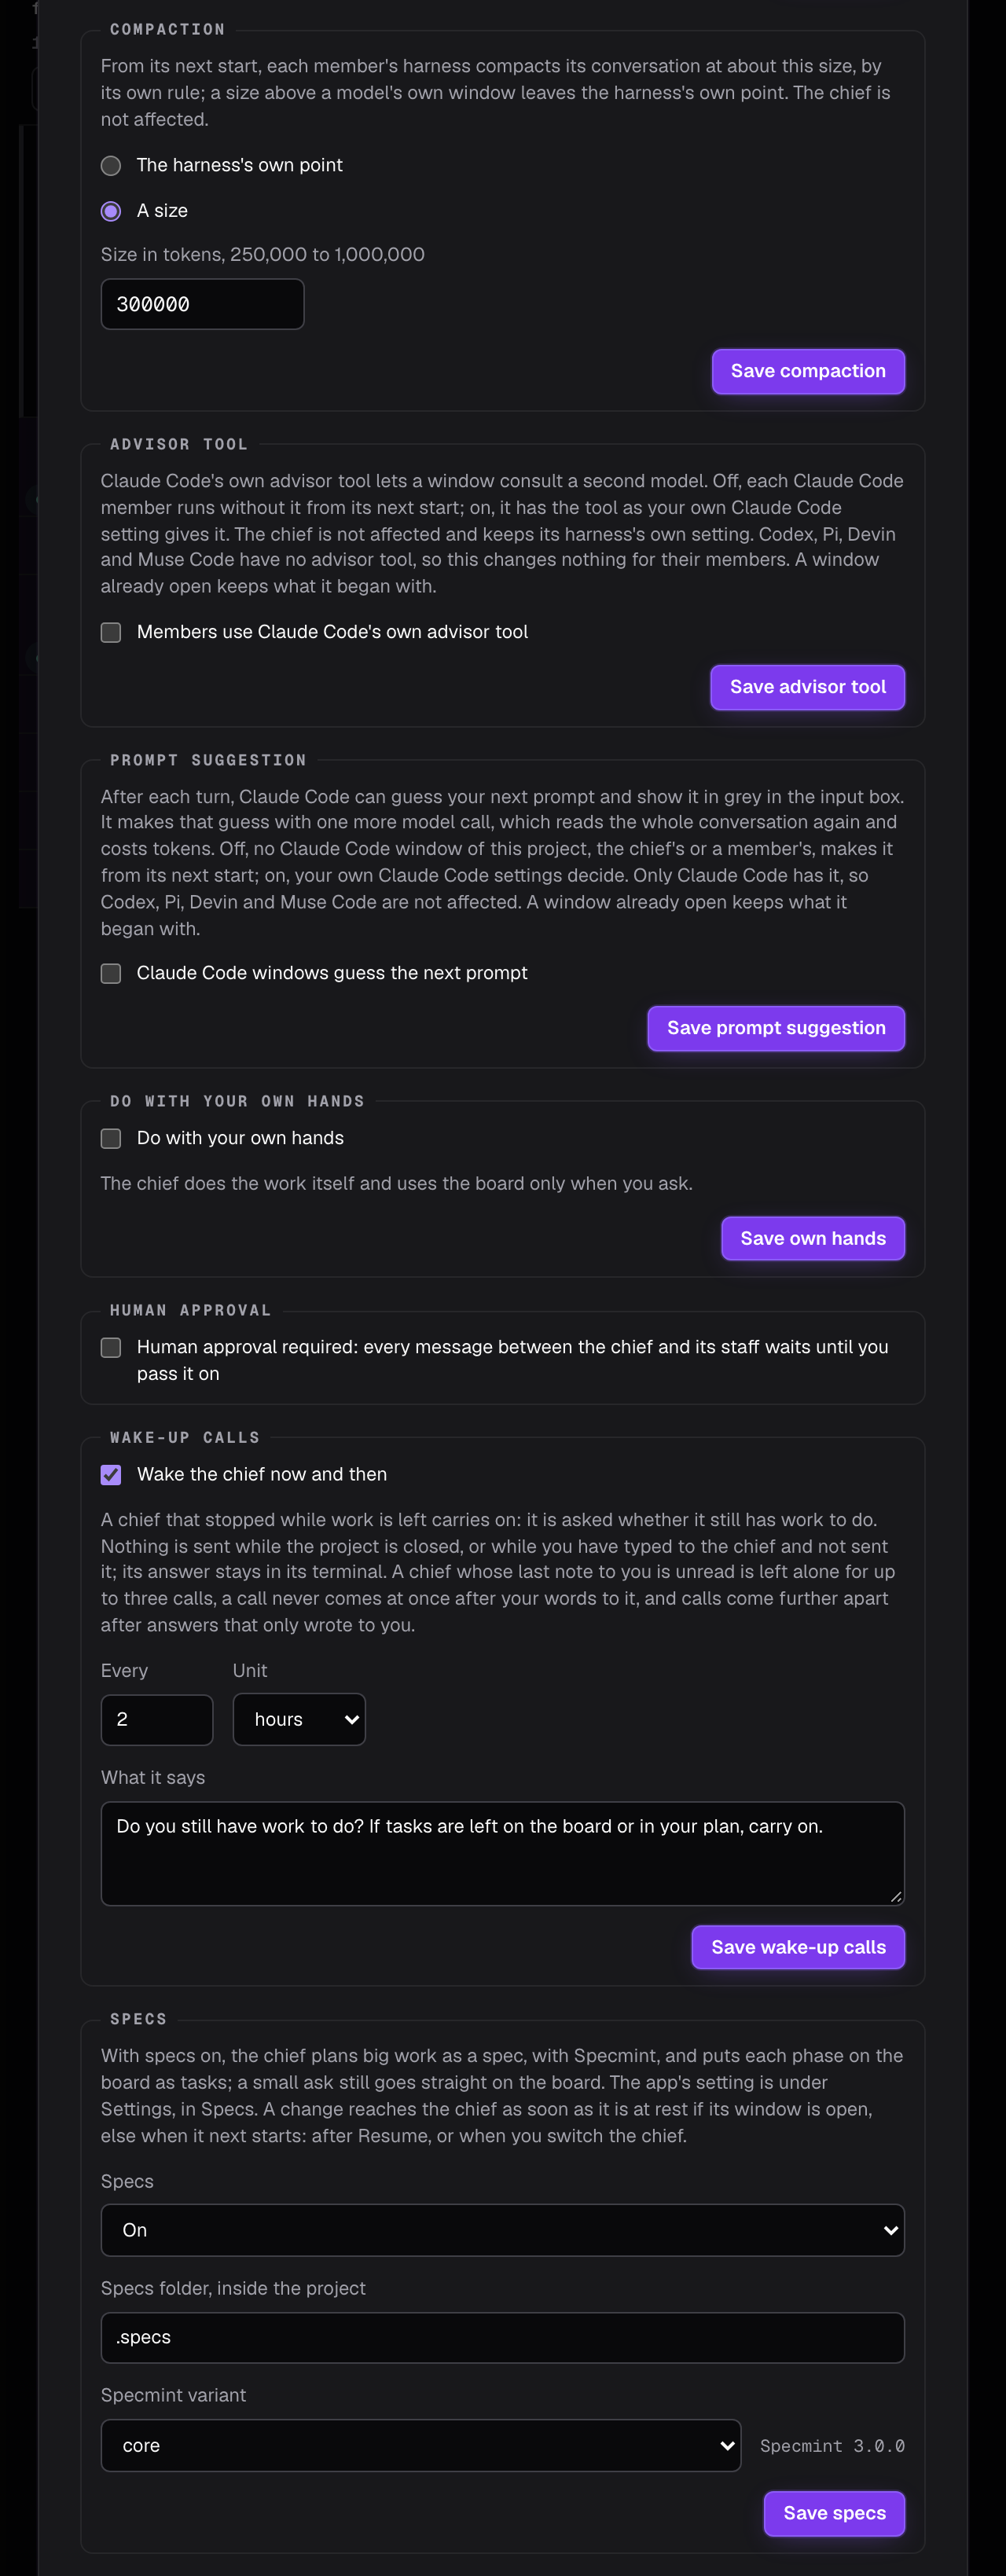 COMPACTION
From its next start, each member's harness compacts its conversation at about this size, by
its own rule; a size above a model's own window leaves the harness's own point. The chief is
not affected.
The harness's own point
A size
Size in tokens, 250,000 to 1,000,000
300000
Save compaction
ADVISOR TOOL
Claude Code's own advisor tool lets a window consult a second model. Off, each Claude Code
member runs without it from its next start; on, it has the tool as your own Claude Code
setting gives it. The chief is not affected and keeps its harness's own setting. Codex, Pi, Devin
and Muse Code have no advisor tool, so this changes nothing for their members. A window
already open keeps what it began with.
Members use Claude Code's own advisor tool
Save advisor tool
PROMPT SUGGESTION
After each turn, Claude Code can guess your next prompt and show it in grey in the input box.
It makes that guess with one more model call, which reads the whole conversation again and
costs tokens. Off, no Claude Code window of this project, the chief's or a member's, makes it
from its next start; on, your own Claude Code settings decide. Only Claude Code has it, so
Codex, Pi, Devin and Muse Code are not affected. A window already open keeps what it
began with.
Claude Code windows guess the next prompt
Save prompt suggestion
DO WITH YOUR OWN HANDS
Do with your own hands
The chief does the work itself and uses the board only when you ask.
Save own hands
HUMAN APPROVAL
Human approval required: every message between the chief and its staff waits until you
pass it on
WAKE-UP CALLS
Wake the chief now and then
A chief that stopped while work is left carries on: it is asked whether it still has work to do.
Nothing is sent while the project is closed, or while you have typed to the chief and not sent
it; its answer stays in its terminal. A chief whose last note to you is unread is left alone for up
to three calls, a call never comes at once after your words to it, and calls come further apart
after answers that only wrote to you.
Every Unit
2 hours
What it says
Do you still have work to do? If tasks are left on the board or in your plan, carry on.
Save wake-up calls
SPECS
With specs on, the chief plans big work as a spec, with Specmint, and puts each phase on the
board as tasks; a small ask still goes straight on the board. The app's setting is under
Settings, in Specs. A change reaches the chief as soon as it is at rest if its window is open,
else when it next starts: after Resume, or when you switch the chief.
Specs
On
Specs folder, inside the project
.specs
Specmint variant
core Specmint 3.0.0
Save specs